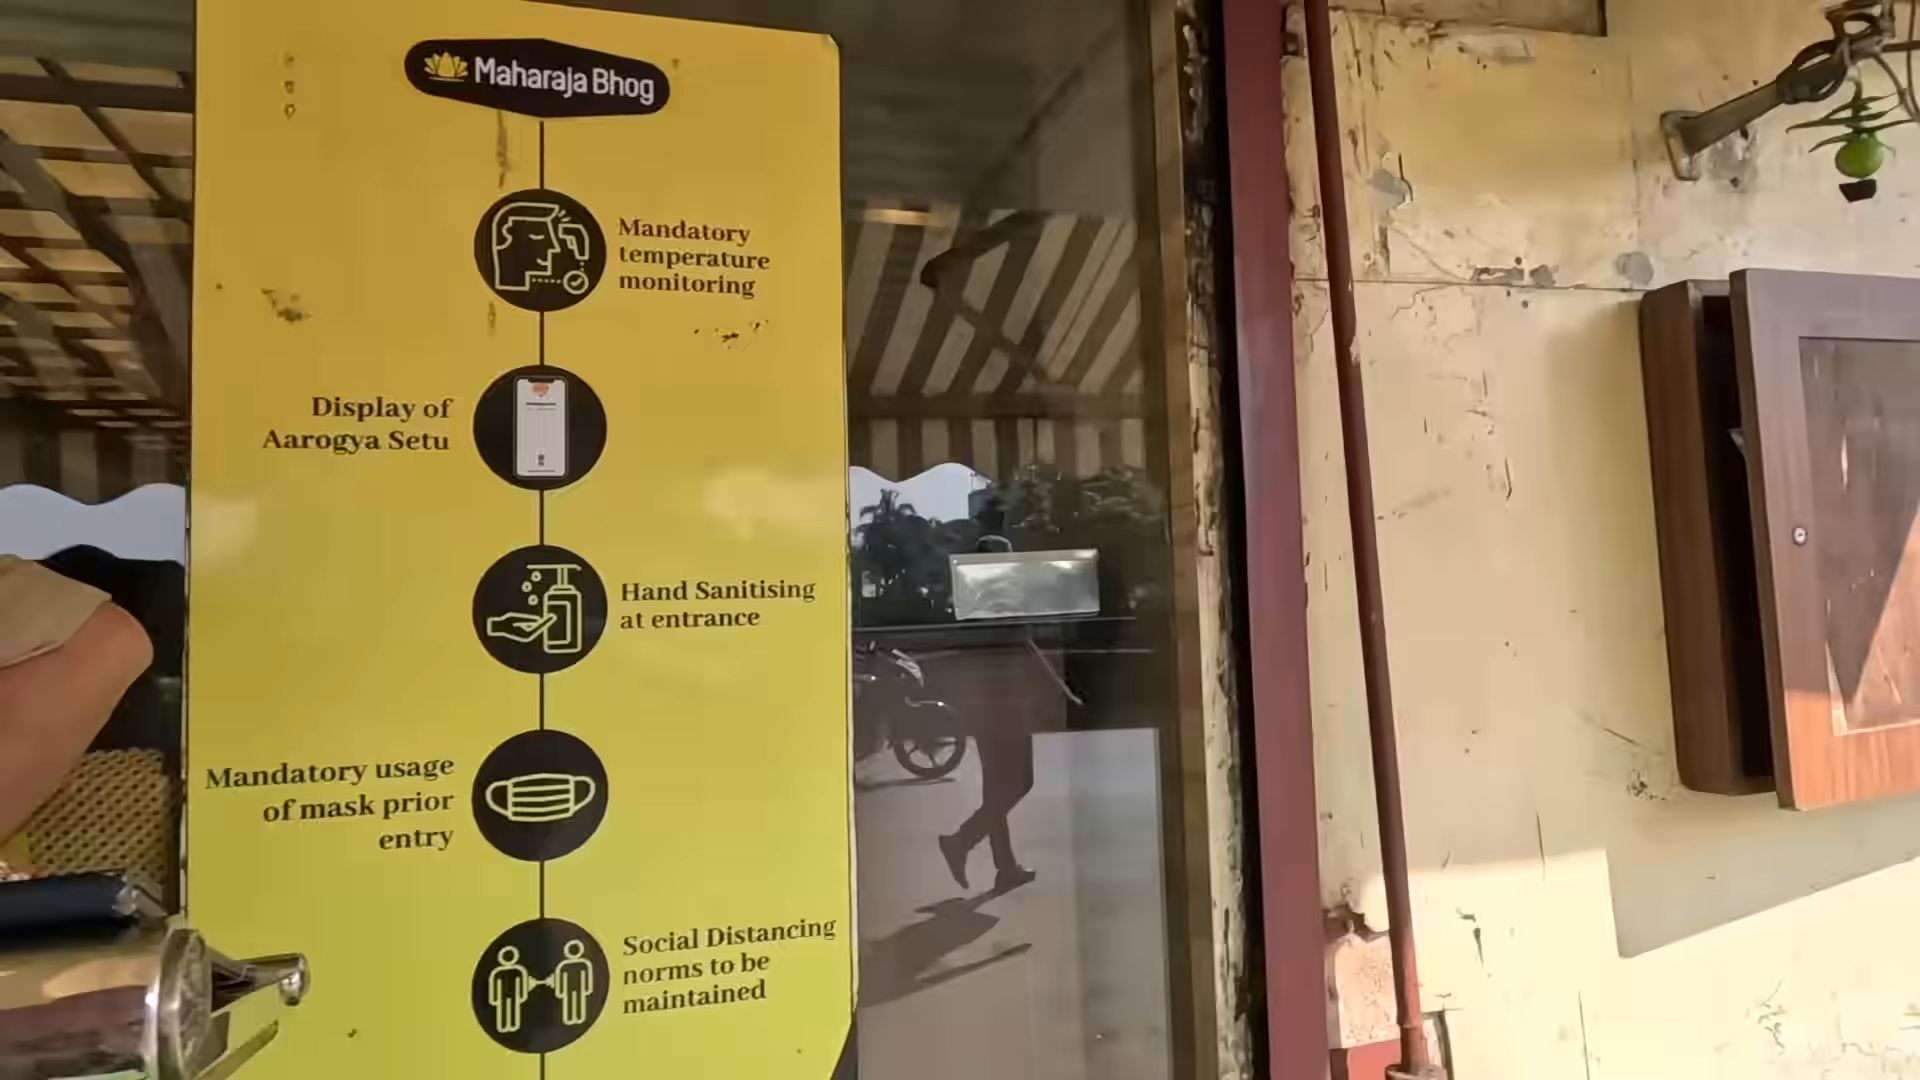 Maharaja Bhog
Mandatory
temperature
monitoring
Display of
Aarogya Setu
Hand Sanitising
at entrance
Mandatory usage
of mask prior
entry
Social Distancing
norms to be
maintained